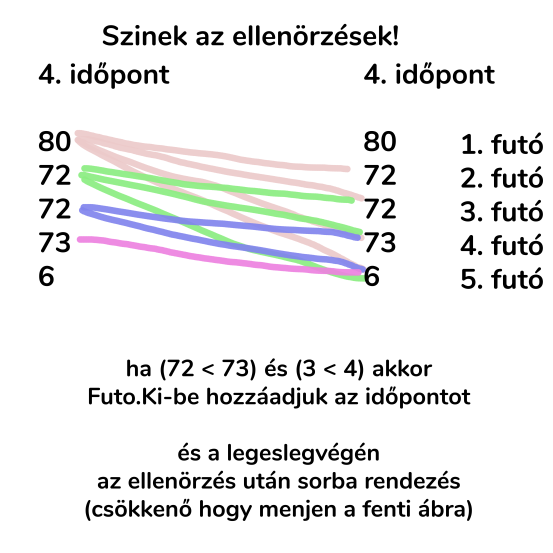 Szinek az ellenörzések!
4. időpont 4. időpont
80 80 1. futó
72 72 2. futó
72 72 3. futó
73 73 4. futó
6 6 5. futó
ha (72 < 73) és (3 < 4) akkor
Futo.Ki-be hozzáadjuk az időpontot
és a legeslegvégén
az ellenörzés után sorba rendezés
(csökkenő hogy menjen a fenti ábra)